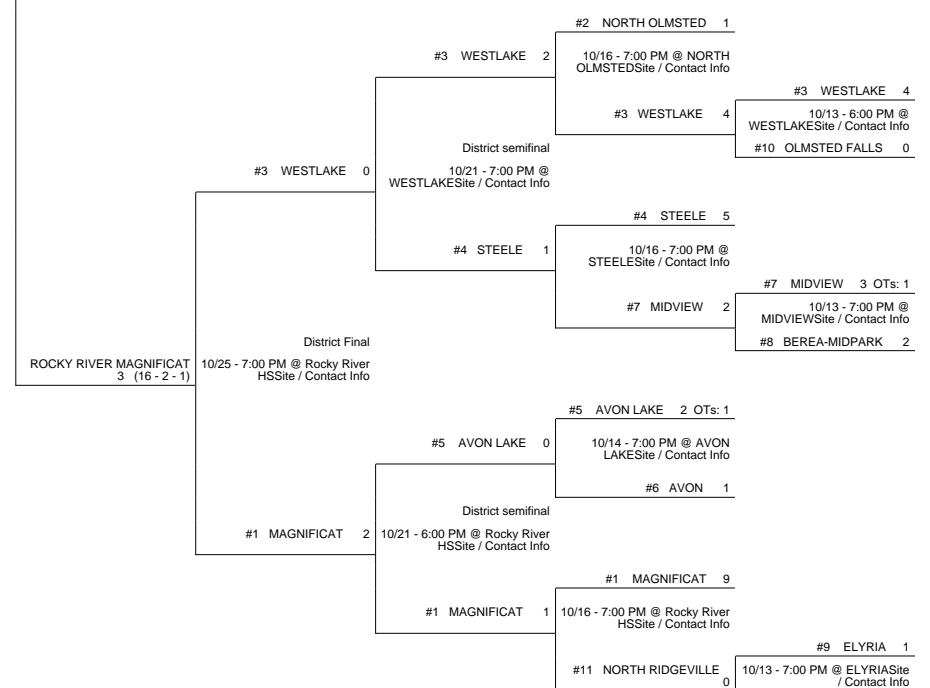 #2 NORTH OLMSTED 1
#3 WESTLAKE 2
10/16 - 7:00 PM @ NORTH
OLMSTEDSite / Contact Info
#3 WESTLAKE 4
#3 WESTLAKE 4
10/13 - 6:00 PM @
WESTLAKESite / Contact Info
#10 OLMSTED FALLS 0
District semifinal
#3 WESTLAKE 0
10/21 - 7:00 PM @
WESTLAKESite / Contact Info
#4 STEELE 5
#4 STEELE 1
10/16 - 7:00 PM @
STEELESite / Contact Info
#7 MIDVIEW 3 OTs: 1
#7 MIDVIEW 2
10/13 - 7:00 PM @
MIDVIEWSite / Contact Info
#8 BEREA-MIDPARK 2
District Final
ROCKY RIVER MAGNIFICAT
3 (16 - 2 - 1)
10/25 - 7:00 PM @ Rocky River
HSSite / Contact Info
#5 AVON LAKE 2 OTs: 1
#5 AVON LAKE 0
10/14 - 7:00 PM @ AVON
LAKESite / Contact Info
#6 AVON 1
District semifinal
#1 MAGNIFICAT 2
10/21 - 6:00 PM @ Rocky River
HSSite / Contact Info
#1 MAGNIFICAT 9
#1 MAGNIFICAT 1
10/16 - 7:00 PM @ Rocky River
HSSite / Contact Info
#9 ELYRIA 1
#11 NORTH RIDGEVILLE
0
10/13 - 7:00 PM @ ELYRIASite
/ Contact Info